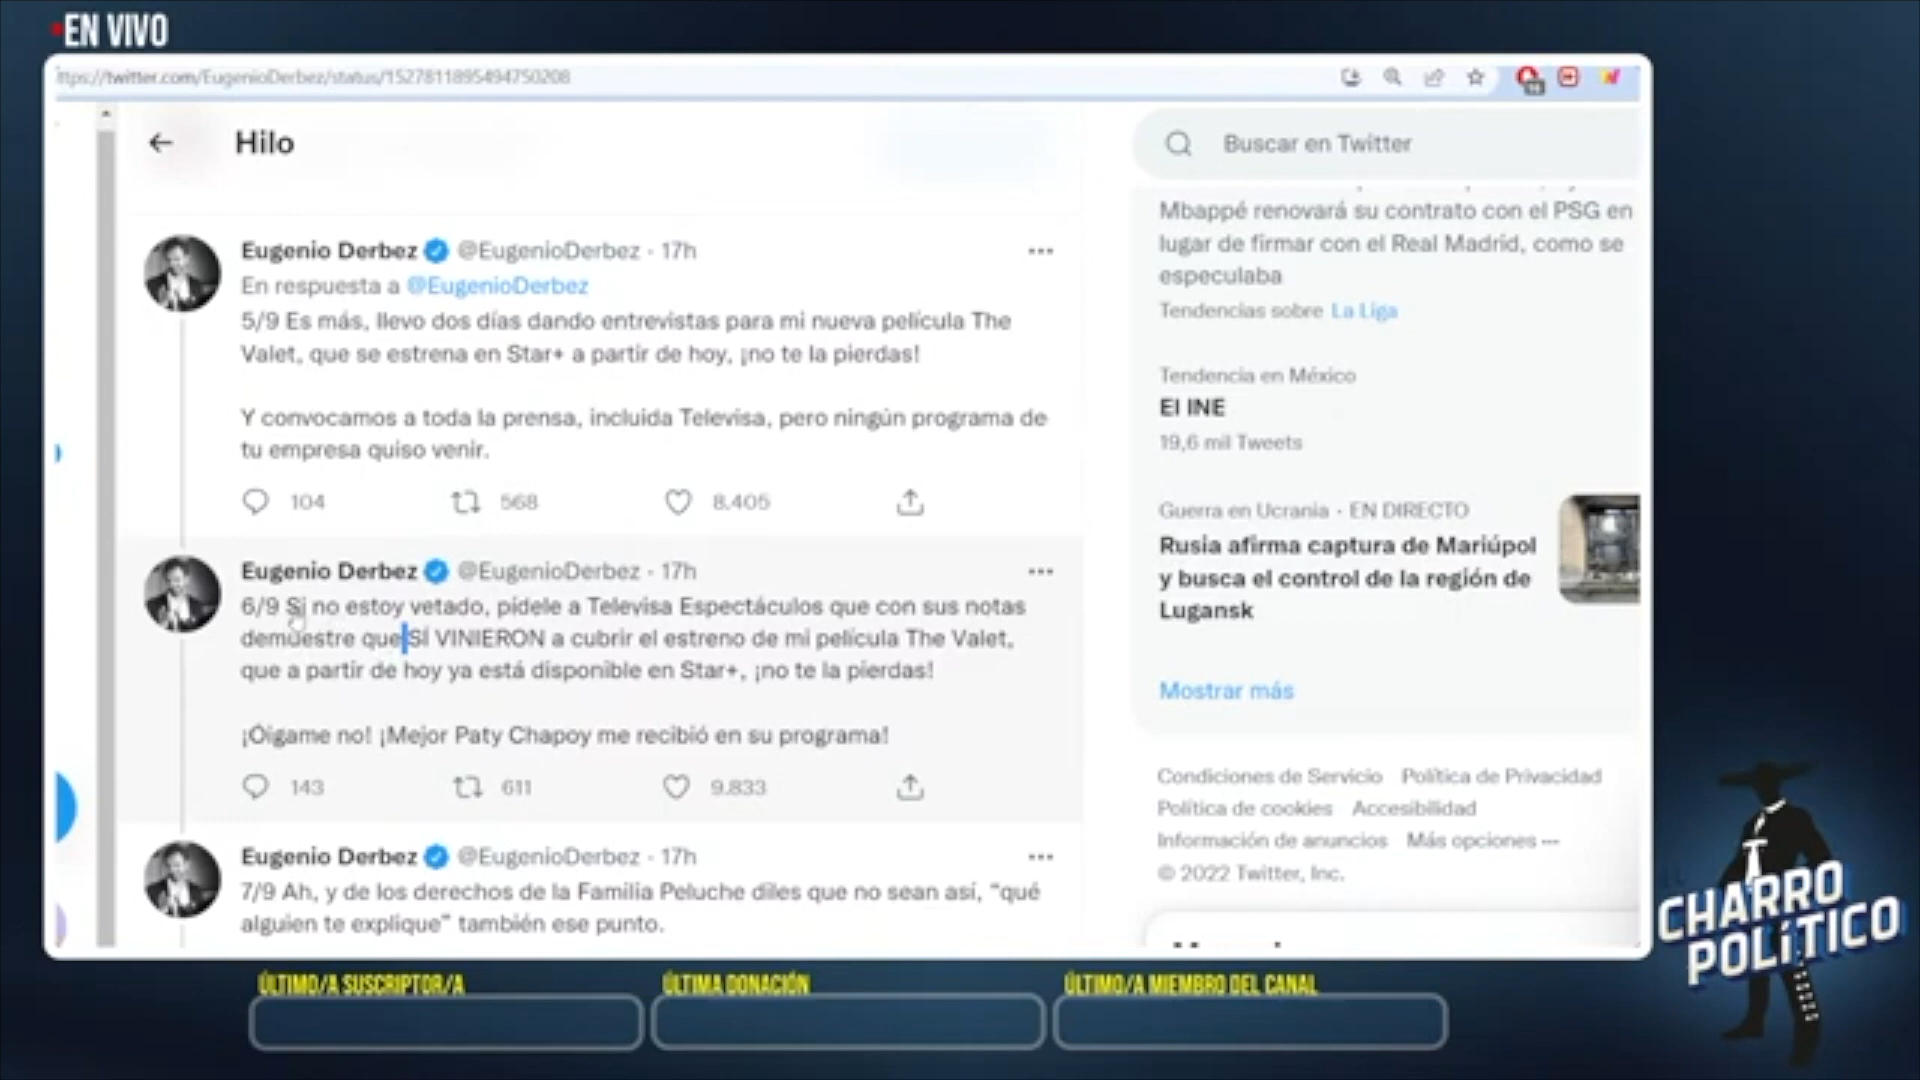 EN VIVO
ttps://twitter.com/EugenioDerbez/status/1527811895494750208
Hilo
Buscar en Twitter
Eugenio Derbez @EugenioDerbez · 17h
En respuesta a @EugenioDerbez
5/9 Es más, llevo dos días dando entrevistas para mi nueva película The
Valet, que se estrena en Star+ a partir de hoy, ¡no te la pierdas!
Y convocamos a toda la prensa, incluida Televisa, pero ningún programa de
tu empresa quiso venir.
104 568 8.405
Eugenio Derbez @EugenioDerbez · 17h
6/9 Si no estoy vetado, pídele a Televisa Espectáculos que con sus notas
demuestre que SÍ VINIERON a cubrir el estreno de mi película The Valet,
que a partir de hoy ya está disponible en Star+, ¡no te la pierdas!
¡Óigame no! ¡Mejor Paty Chapoy me recibió en su programa!
143 611 9.833
Eugenio Derbez @EugenioDerbez · 17h
7/9 Ah, y de los derechos de la Familia Peluche diles que no sean así, "qué
alguien te explique" también ese punto.
Mbappé renovará su contrato con el PSG en
lugar de firmar con el Real Madrid, como se
especulaba
Tendencias sobre La Liga
Tendencia en México
El INE
19,6 mil Tweets
Guerra en Ucrania · EN DIRECTO
Rusia afirma captura de Mariúpol
y busca el control de la región de
Lugansk
Mostrar más
Condiciones de Servicio Política de Privacidad
Política de cookies Accesibilidad
Información de anuncios Más opciones ···
© 2022 Twitter, Inc.
CHARRO
POLÍTICO
ÚLTIMO/A SUSCRIPTOR/A
ÚLTIMA DONACIÓN
ÚLTIMO/A MIEMBRO DEL CANAL